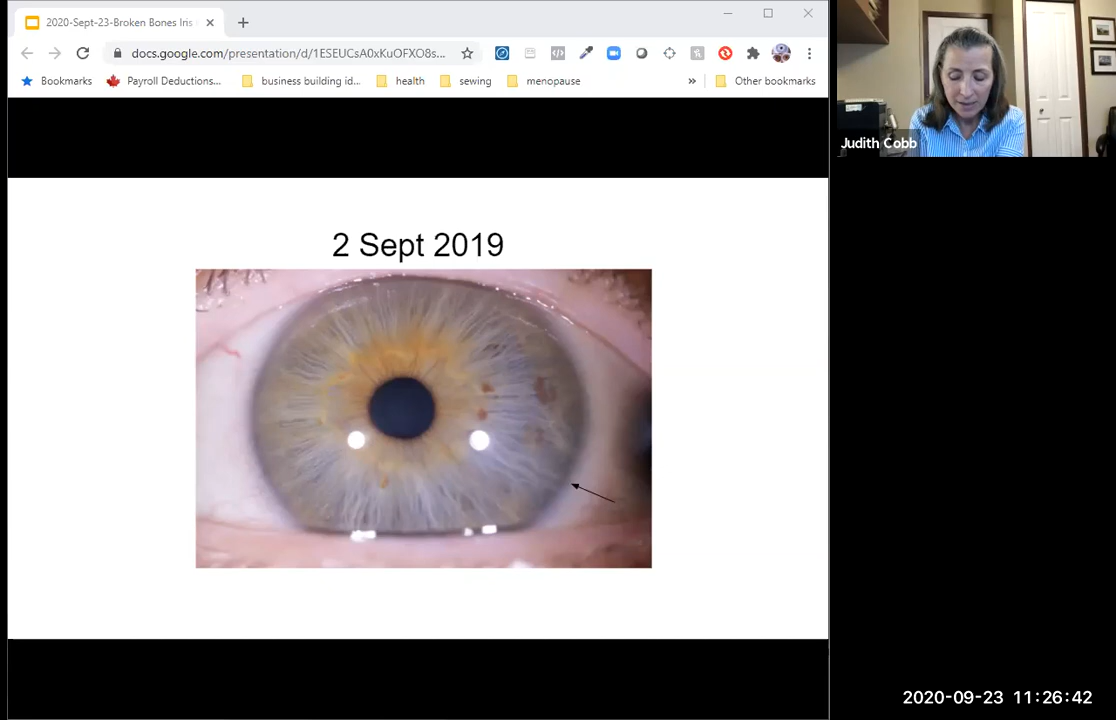 2020-Sept-23-Broken Bones Iris
docs.google.com/presentation/d/1ESEUCsA0xKuOFXO8s...
Bookmarks
Payroll Deductions...
business building id...
health
sewing
menopause
»
Other bookmarks
Judith Cobb
2 Sept 2019
2020-09-23 11:26:42